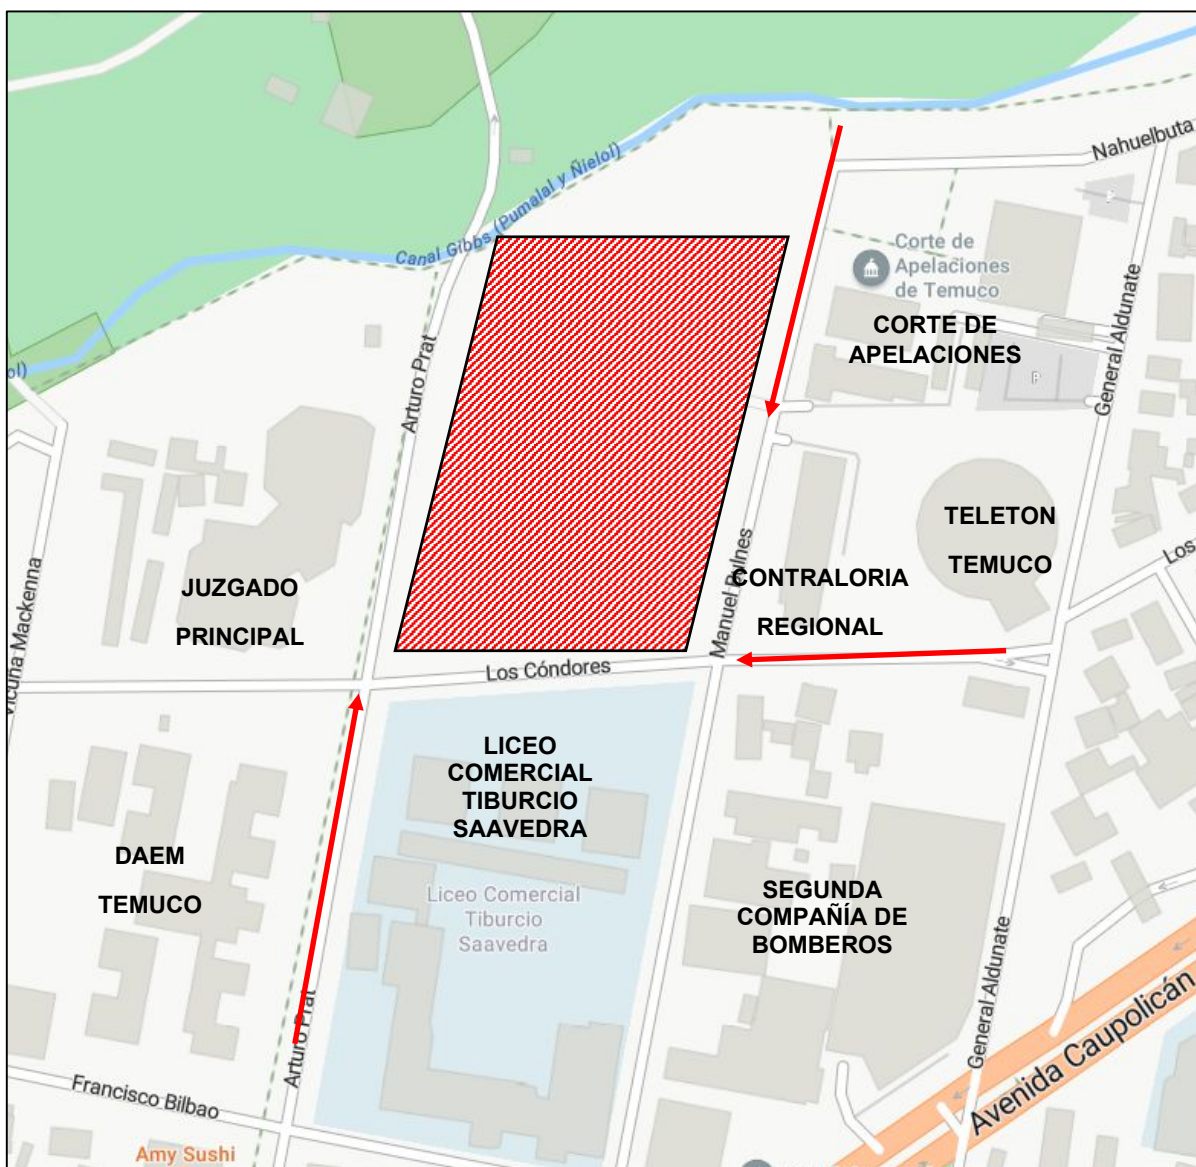 Nahuelbuta
Canal Gibbs (Pumalal y Ñielol)
Corte de
Apelaciones
de Temuco
CORTE DE
APELACIONES
P
P
ol)
Arturo Prat
General Aldunate
TELETON
TEMUCO
Manuel Bulnes
CONTRALORIA
REGIONAL
Los
JUZGADO
PRINCIPAL
Vicuña Mackenna
Los Cóndores
LICEO
COMERCIAL
TIBURCIO
SAAVEDRA
DAEM
TEMUCO
Liceo Comercial
Tiburcio
Saavedra
SEGUNDA
COMPAÑÍA DE
BOMBEROS
General Aldunate
Avenida Caupolicán
Arturo Prat
Francisco Bilbao
Amy Sushi